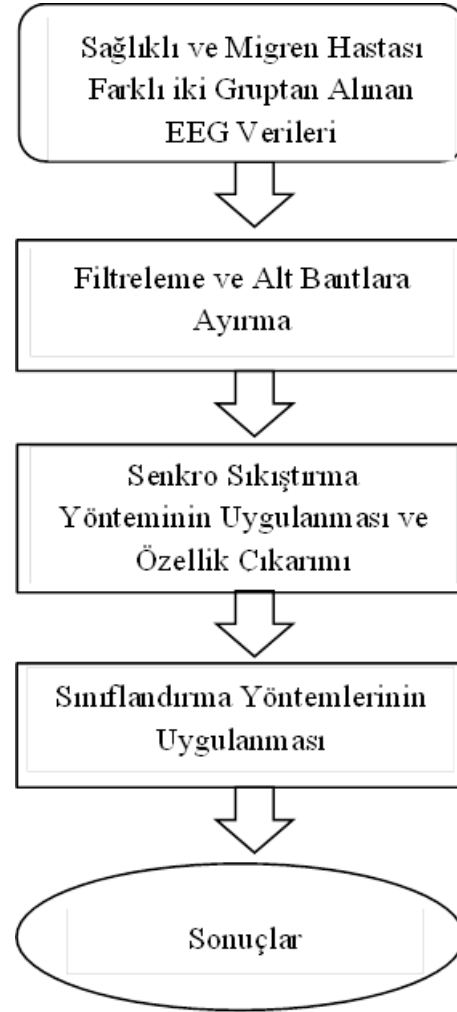 Sağlıklı ve Migren Hastası
Farklı iki Gruptan Alınan
EEG Verileri
Filtreleme ve Alt Bantlara
Ayırma
Senkro Sıkıştırma
Yönteminin Uygulanması ve
Özellik Çıkarımı
Sınıflandırma Yöntemlerinin
Uygulanması
Sonuçlar